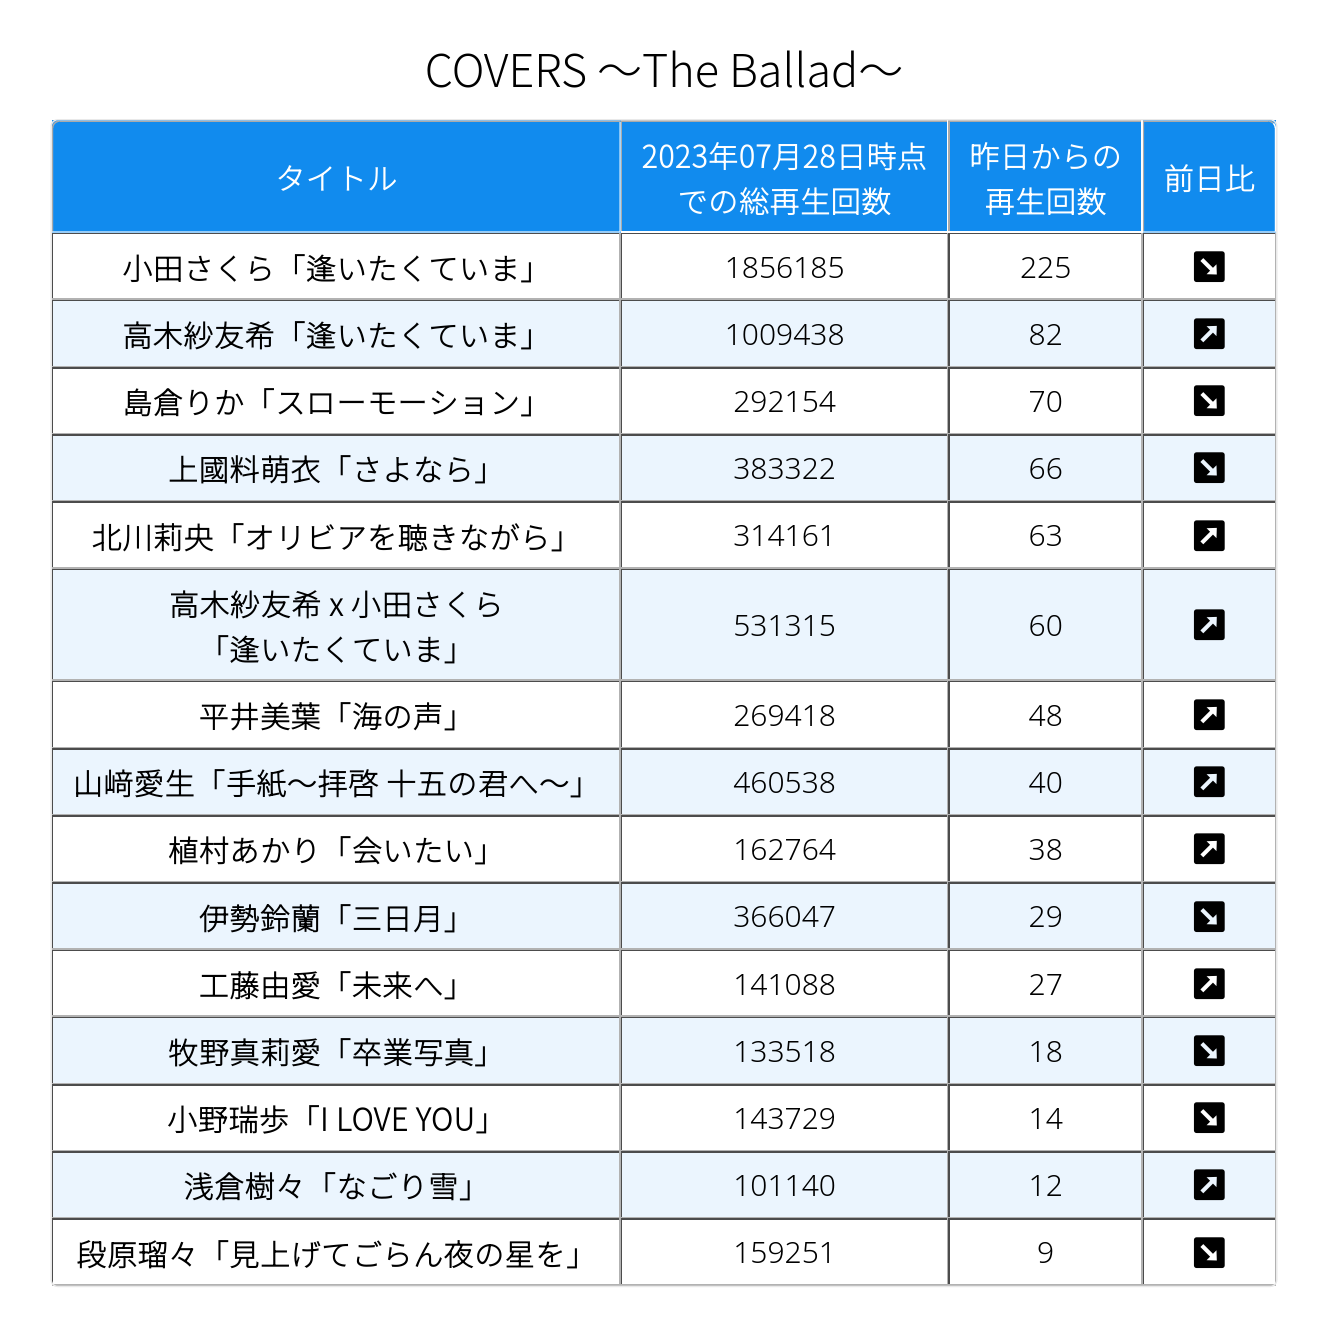 COVERS ～The Ballad～
タイトル 2023年07月28日時点での総再生回数 昨日からの再生回数 前日比
小田さくら「逢いたくていま」 1856185 225 ↘
高木紗友希「逢いたくていま」 1009438 82 ↗
島倉りか「スローモーション」 292154 70 ↘
上國料萌衣「さよなら」 383322 66 ↘
北川莉央「オリビアを聴きながら」 314161 63 ↗
高木紗友希 x 小田さくら「逢いたくていま」 531315 60 ↗
平井美葉「海の声」 269418 48 ↗
山﨑愛生「手紙～拝啓 十五の君へ～」 460538 40 ↗
植村あかり「会いたい」 162764 38 ↗
伊勢鈴蘭「三日月」 366047 29 ↘
工藤由愛「未来へ」 141088 27 ↗
牧野真莉愛「卒業写真」 133518 18 ↘
小野瑞歩「I LOVE YOU」 143729 14 ↘
浅倉樹々「なごり雪」 101140 12 ↗
段原瑠々「見上げてごらん夜の星を」 159251 9 ↘